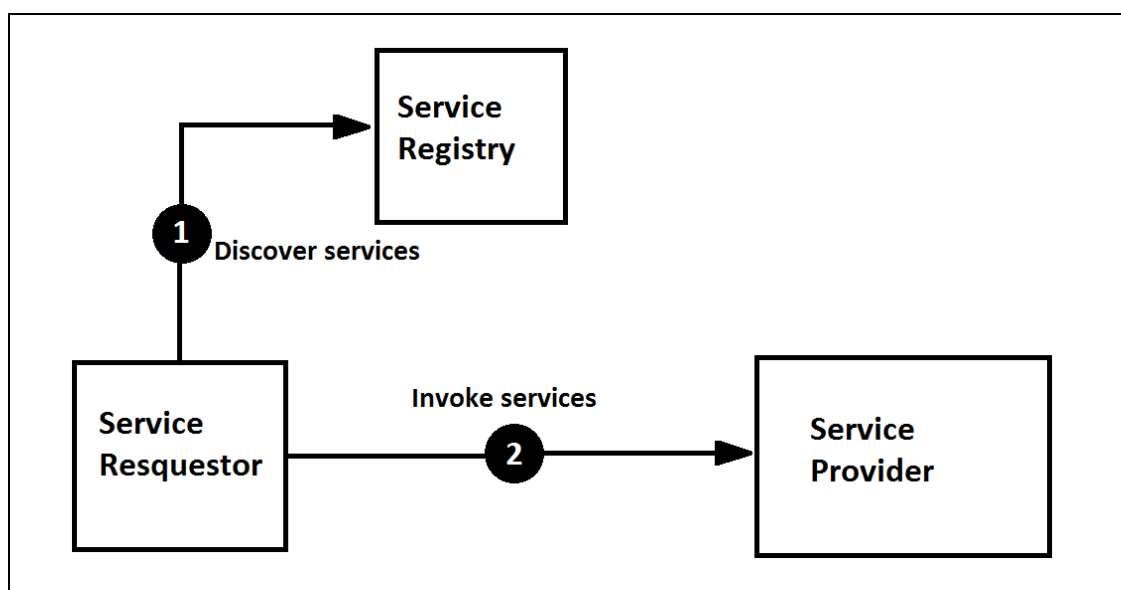 Service
Registry
1
Discover services
Service
Resquestor
Invoke services
2
Service
Provider